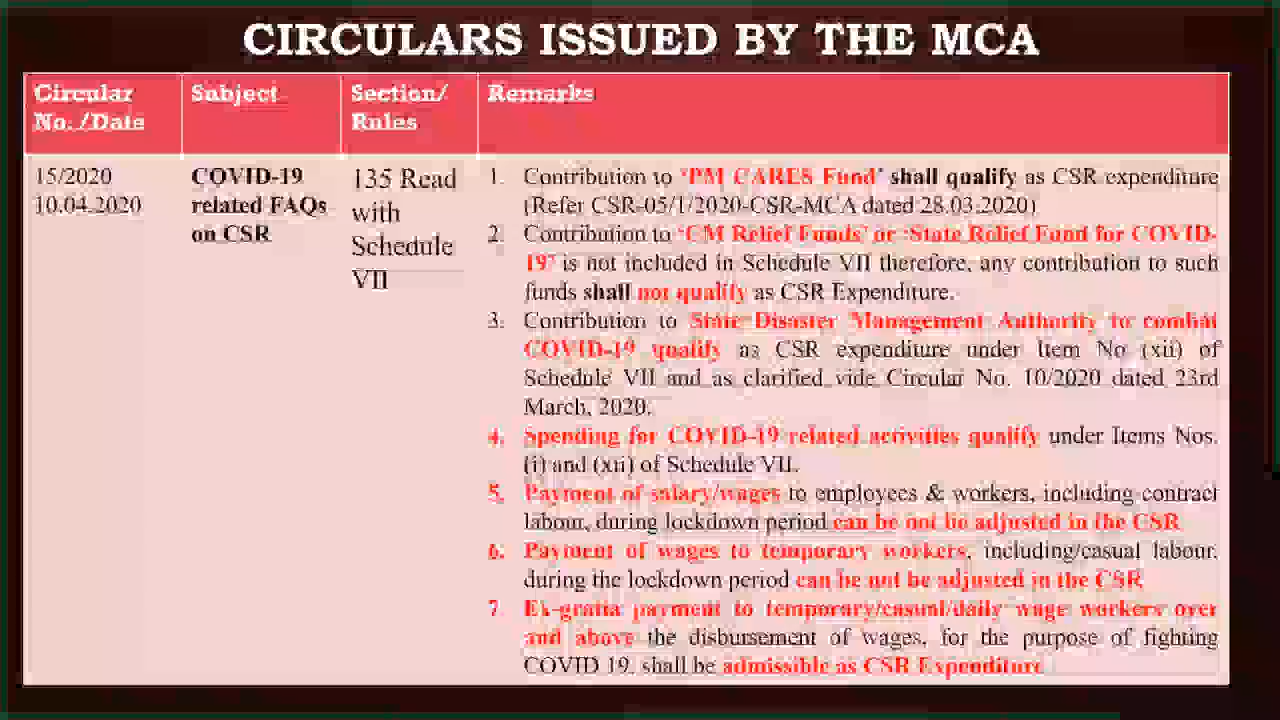 CIRCULARS ISSUED BY THE MCA
Circular No. /Date
Subject
Section/ Rules
Remarks
15/2020
10.04.2020
COVID-19
related FAQs
on CSR
135 Read
with
Schedule
VII
1. Contribution to 'PM CARES Fund' shall qualify as CSR expenditure
(Refer CSR-05/1/2020-CSR-MCA dated 28.03.2020)
2. Contribution to 'CM Relief Funds' or 'State Relief Fund for COVID-
19' is not included in Schedule VII therefore, any contribution to such
funds shall not qualify as CSR Expenditure.
3. Contribution to State Disaster Management Authority to combat
COVID-19 qualify as CSR expenditure under Item No (xii) of
Schedule VII and as clarified vide Circular No. 10/2020 dated 23rd
March, 2020.
4. Spending for COVID-19 related activities qualify under Items Nos.
(i) and (xii) of Schedule VII.
5. Payment of salary/wages to employees & workers, including contract
labour, during lockdown period can be not be adjusted in the CSR
6. Payment of wages to temporary workers, including/casual labour,
during the lockdown period can be not be adjusted in the CSR
7. Ex-gratia payment to temporary/casual/daily wage workers over
and above the disbursement of wages, for the purpose of fighting
COVID 19, shall be admissible as CSR Expenditure